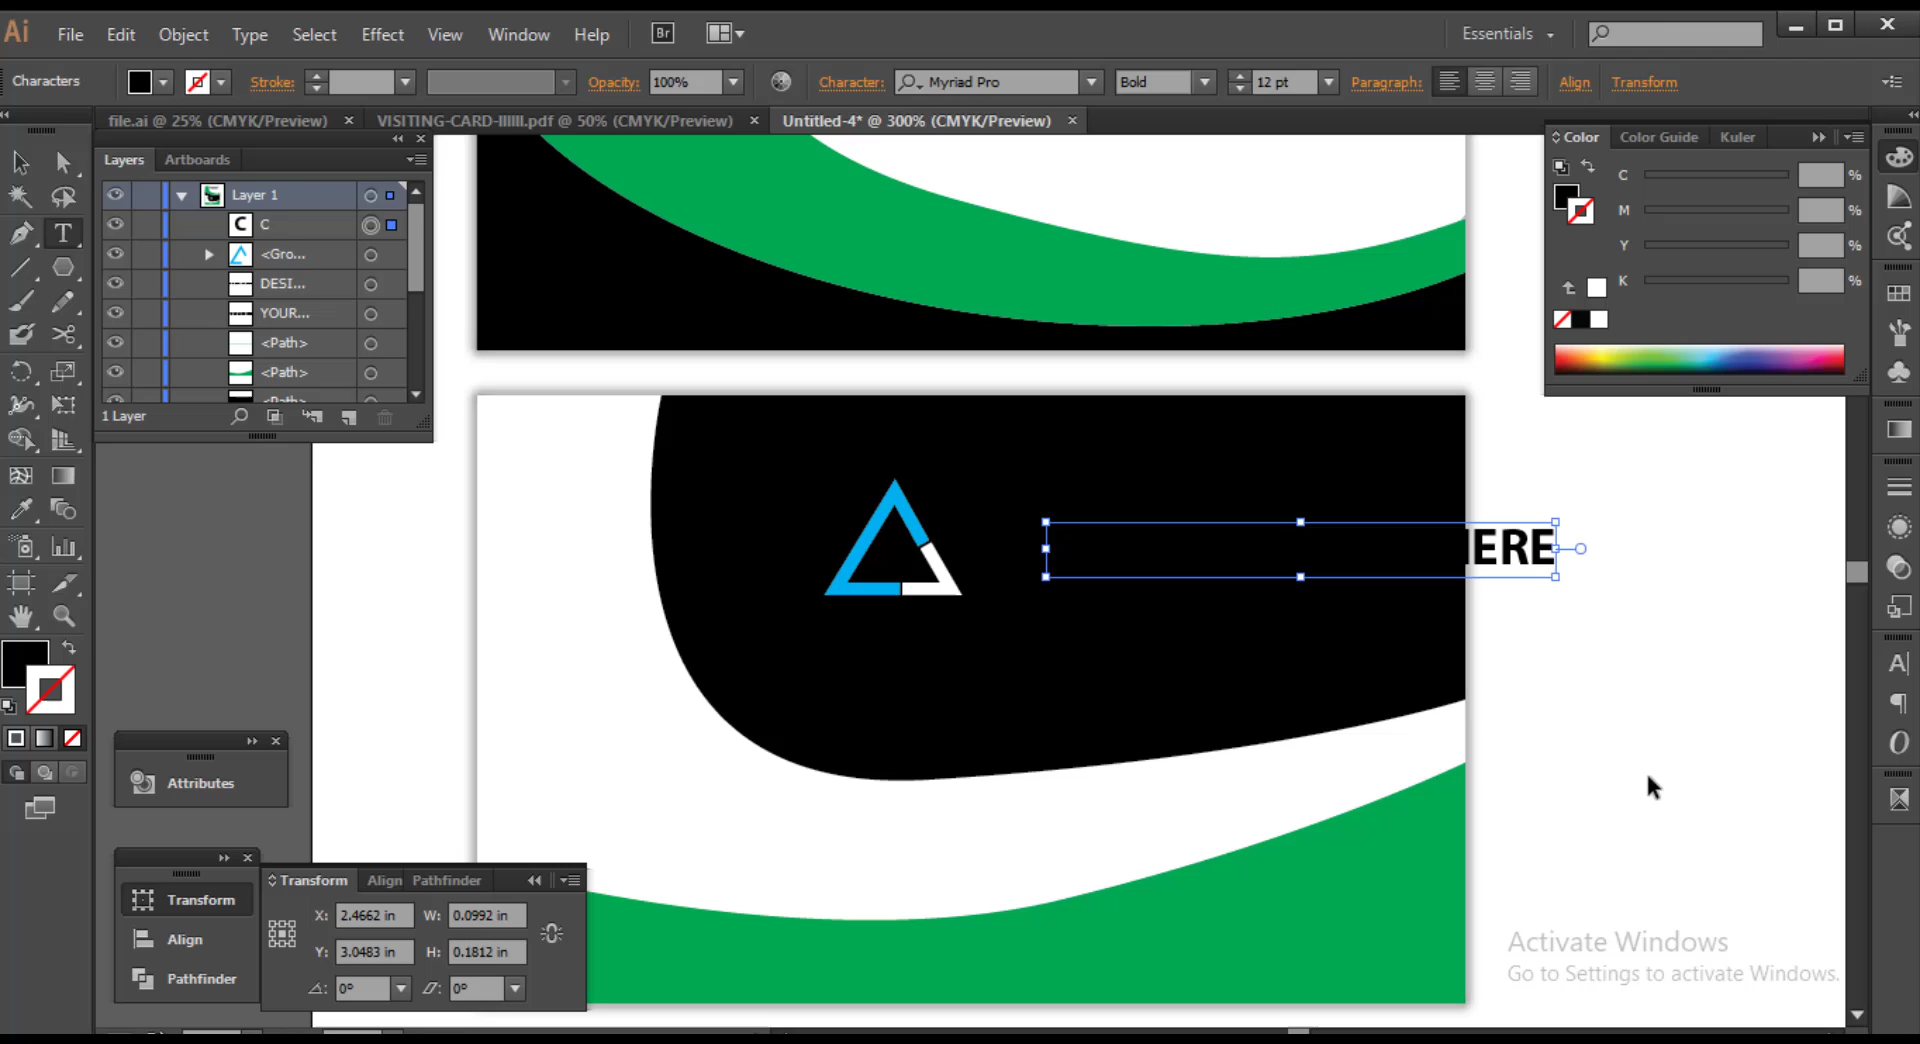 Ai File Edit Object Type Select Effect View Window Help Br Essentials
Characters Stroke: Opacity: 100% Character: Myriad Pro Bold 12 pt Paragraph: Align Transform
file.ai @ 25% (CMYK/Preview) × VISITING-CARD-IIIIII.pdf @ 50% (CMYK/Preview) × Untitled-4* @ 300% (CMYK/Preview) ×
Layers Artboards
Layer 1
C C
<Gro...
DESI...
YOUR...
<Path>
<Path>
1 Layer
Color Color Guide Kuler
C %
M %
Y %
K %
ERE
Attributes
Transform
Align
Pathfinder
Transform Align Pathfinder
X: 2.4662 in W: 0.0992 in
Y: 3.0483 in H: 0.1812 in
0° 0°
Activate Windows
Go to Settings to activate Windows.